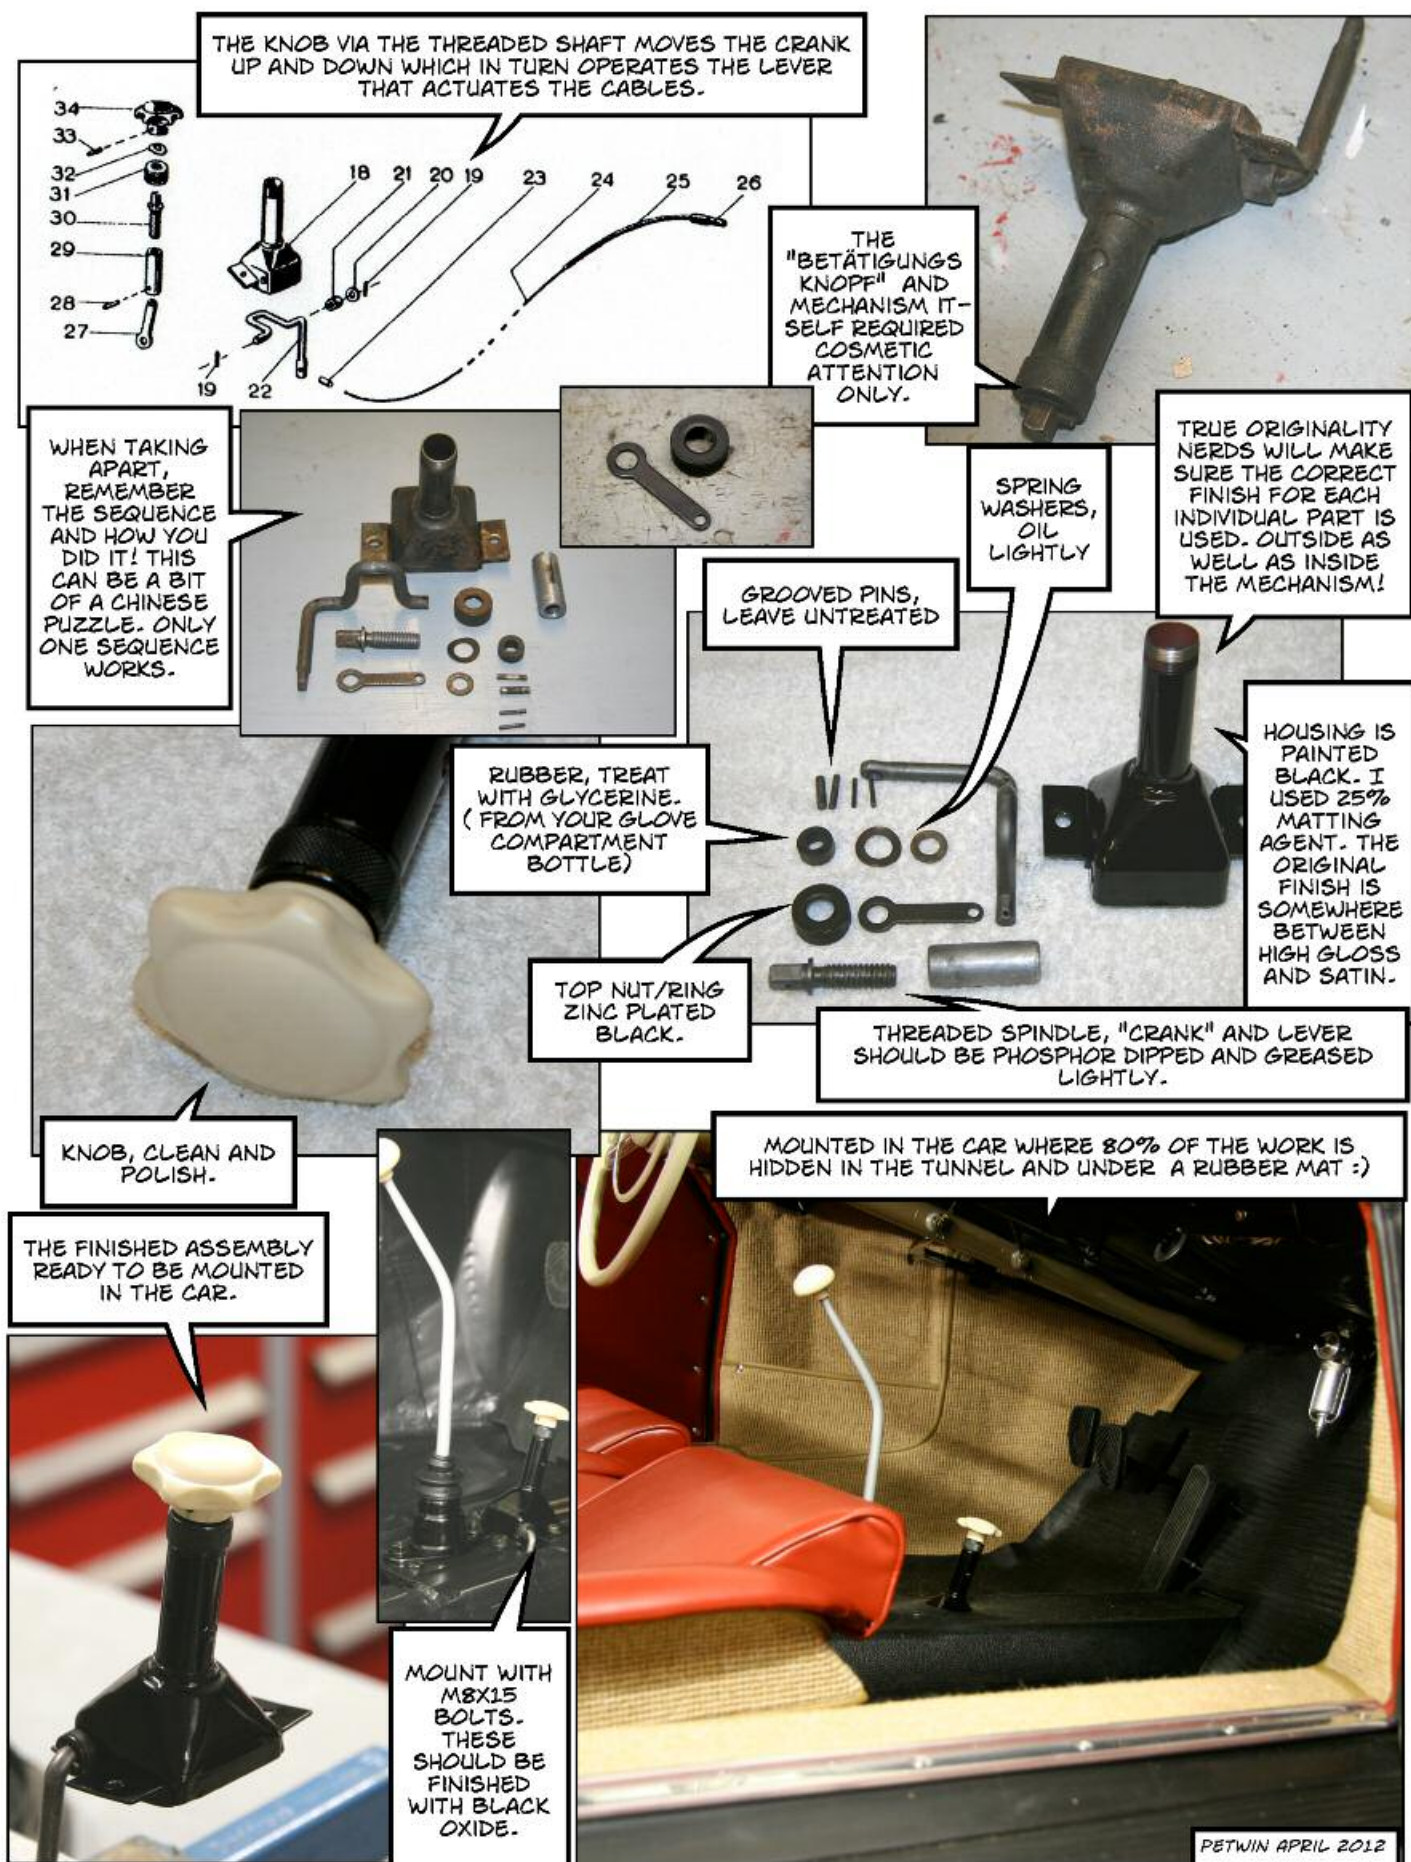 THE KNOB VIA THE THREADED SHAFT MOVES THE CRANK
UP AND DOWN WHICH IN TURN OPERATES THE LEVER
THAT ACTUATES THE CABLES.
34
33
32
31
30
29
28
27
18
21
20
19
23
24
25
26
19
22
THE
"BETÄTIGUNGS
KNOPF" AND
MECHANISM IT-
SELF REQUIRED
COSMETIC
ATTENTION
ONLY.
WHEN TAKING
APART,
REMEMBER
THE SEQUENCE
AND HOW YOU
DID IT! THIS
CAN BE A BIT
OF A CHINESE
PUZZLE. ONLY
ONE SEQUENCE
WORKS.
TRUE ORIGINALITY
NERDS WILL MAKE
SURE THE CORRECT
FINISH FOR EACH
INDIVIDUAL PART IS
USED. OUTSIDE AS
WELL AS INSIDE
THE MECHANISM!
SPRING
WASHERS,
OIL
LIGHTLY
GROOVED PINS,
LEAVE UNTREATED
HOUSING IS
PAINTED
BLACK. I
USED 25%
MATTING
AGENT. THE
ORIGINAL
FINISH IS
SOMEWHERE
BETWEEN
HIGH GLOSS
AND SATIN.
RUBBER, TREAT
WITH GLYCERINE.
( FROM YOUR GLOVE
COMPARTMENT
BOTTLE)
TOP NUT/RING
ZINC PLATED
BLACK.
THREADED SPINDLE, "CRANK" AND LEVER
SHOULD BE PHOSPHOR DIPPED AND GREASED
LIGHTLY.
KNOB, CLEAN AND
POLISH.
MOUNTED IN THE CAR WHERE 80% OF THE WORK IS
HIDDEN IN THE TUNNEL AND UNDER A RUBBER MAT :)
THE FINISHED ASSEMBLY
READY TO BE MOUNTED
IN THE CAR.
MOUNT WITH
M8X15
BOLTS.
THESE
SHOULD BE
FINISHED
WITH BLACK
OXIDE.
PETWIN APRIL 2012